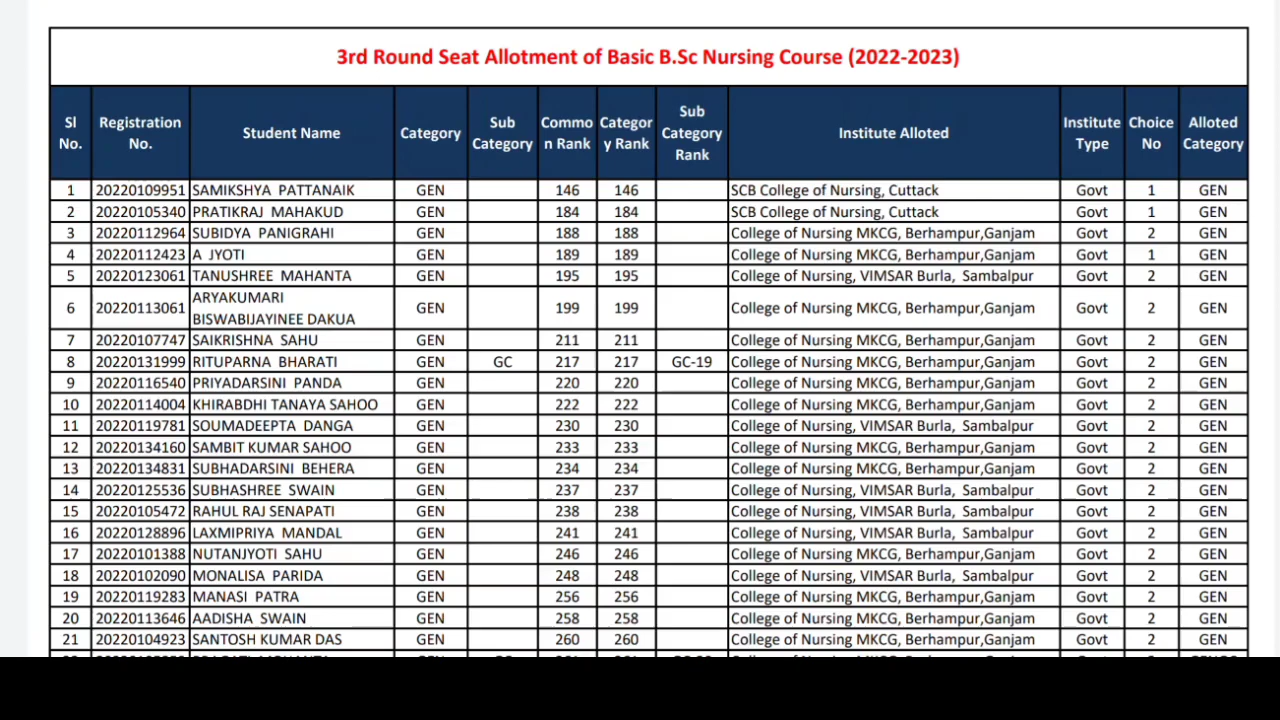 3rd Round Seat Allotment of Basic B.Sc Nursing Course (2022-2023)
Sl No. Registration No. Student Name Category Sub Category Commo n Rank Categor y Rank Sub Category Rank Institute Alloted Institute Type Choice No Alloted Category
1 20220109951 SAMIKSHYA PATTANAIK GEN 146 146 SCB College of Nursing, Cuttack Govt 1 GEN
2 20220105340 PRATIKRAJ MAHAKUD GEN 184 184 SCB College of Nursing, Cuttack Govt 1 GEN
3 20220112964 SUBIDYA PANIGRAHI GEN 188 188 College of Nursing MKCG, Berhampur,Ganjam Govt 2 GEN
4 20220112423 A JYOTI GEN 189 189 College of Nursing MKCG, Berhampur,Ganjam Govt 1 GEN
5 20220123061 TANUSHREE MAHANTA GEN 195 195 College of Nursing, VIMSAR Burla, Sambalpur Govt 2 GEN
6 20220113061 ARYAKUMARI BISWABIJAYINEE DAKUA GEN 199 199 College of Nursing MKCG, Berhampur,Ganjam Govt 2 GEN
7 20220107747 SAIKRISHNA SAHU GEN 211 211 College of Nursing MKCG, Berhampur,Ganjam Govt 2 GEN
8 20220131999 RITUPARNA BHARATI GEN GC 217 217 GC-19 College of Nursing MKCG, Berhampur,Ganjam Govt 2 GEN
9 20220116540 PRIYADARSINI PANDA GEN 220 220 College of Nursing MKCG, Berhampur,Ganjam Govt 2 GEN
10 20220114004 KHIRABDHI TANAYA SAHOO GEN 222 222 College of Nursing MKCG, Berhampur,Ganjam Govt 2 GEN
11 20220119781 SOUMADEEPTA DANGA GEN 230 230 College of Nursing, VIMSAR Burla, Sambalpur Govt 2 GEN
12 20220134160 SAMBIT KUMAR SAHOO GEN 233 233 College of Nursing MKCG, Berhampur,Ganjam Govt 2 GEN
13 20220134831 SUBHADARSINI BEHERA GEN 234 234 College of Nursing MKCG, Berhampur,Ganjam Govt 2 GEN
14 20220125536 SUBHASHREE SWAIN GEN 237 237 College of Nursing, VIMSAR Burla, Sambalpur Govt 2 GEN
15 20220105472 RAHUL RAJ SENAPATI GEN 238 238 College of Nursing, VIMSAR Burla, Sambalpur Govt 2 GEN
16 20220128896 LAXMIPRIYA MANDAL GEN 241 241 College of Nursing, VIMSAR Burla, Sambalpur Govt 2 GEN
17 20220101388 NUTANJYOTI SAHU GEN 246 246 College of Nursing MKCG, Berhampur,Ganjam Govt 2 GEN
18 20220102090 MONALISA PARIDA GEN 248 248 College of Nursing, VIMSAR Burla, Sambalpur Govt 2 GEN
19 20220119283 MANASI PATRA GEN 256 256 College of Nursing MKCG, Berhampur,Ganjam Govt 2 GEN
20 20220113646 AADISHA SWAIN GEN 258 258 College of Nursing MKCG, Berhampur,Ganjam Govt 2 GEN
21 20220104923 SANTOSH KUMAR DAS GEN 260 260 College of Nursing MKCG, Berhampur,Ganjam Govt 2 GEN